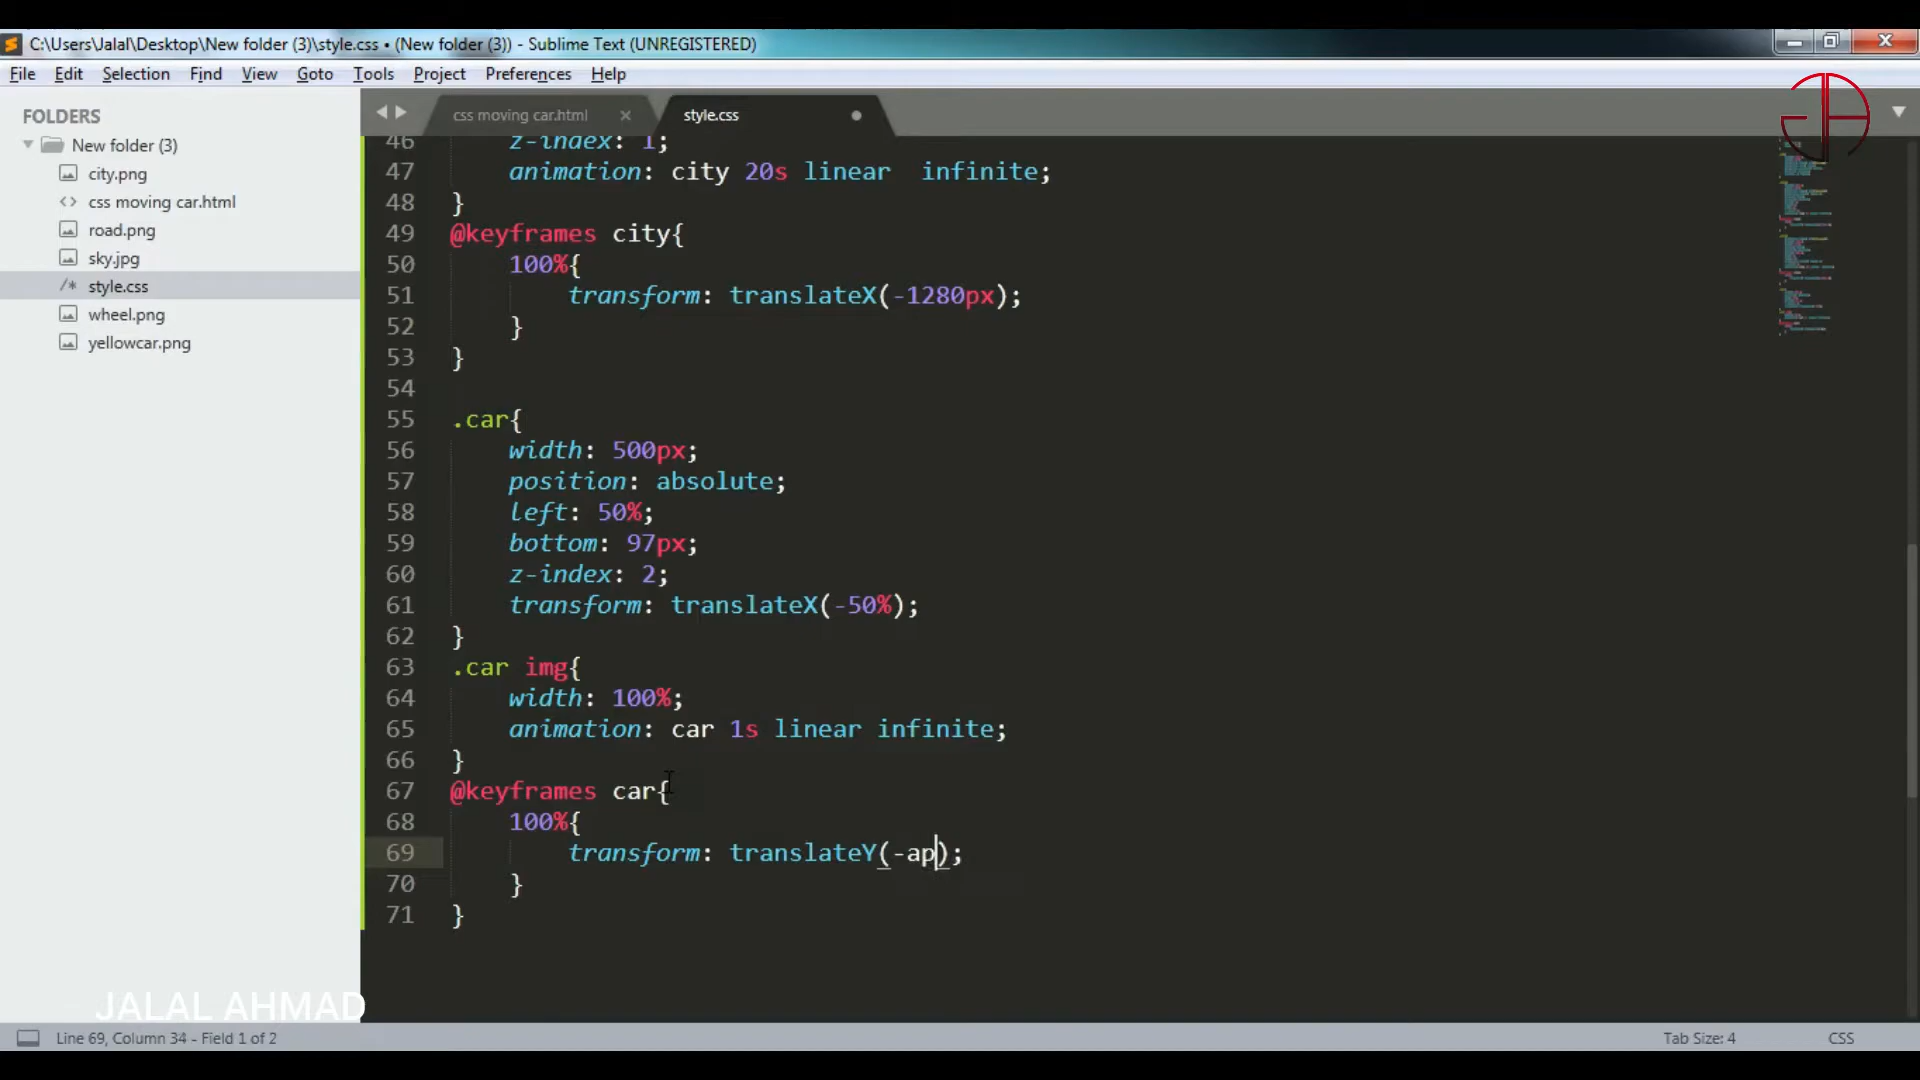 C:\Users\Jalal\Desktop\New folder (3)\style.css • (New folder (3)) - Sublime Text (UNREGISTERED)
File Edit Selection Find View Goto Tools Project Preferences Help
FOLDERS
New folder (3)
city.png
<> css moving car.html
road.png
sky.jpg
/* style.css
wheel.png
yellowcar.png
css moving car.html
style.css
46 z-index: 1;
47 animation: city 20s linear  infinite;
48 }
49 @keyframes city{
50 100%{
51 transform: translateX(-1280px);
52 }
53 }
54
55 .car{
56 width: 500px;
57 position: absolute;
58 left: 50%;
59 bottom: 97px;
60 z-index: 2;
61 transform: translateX(-50%);
62 }
63 .car img{
64 width: 100%;
65 animation: car 1s linear infinite;
66 }
67 @keyframes car{
68 100%{
69 transform: translateY(-ap);
70 }
71 }
JALAL AHMAD
Line 69, Column 34 - Field 1 of 2
Tab Size: 4
CSS